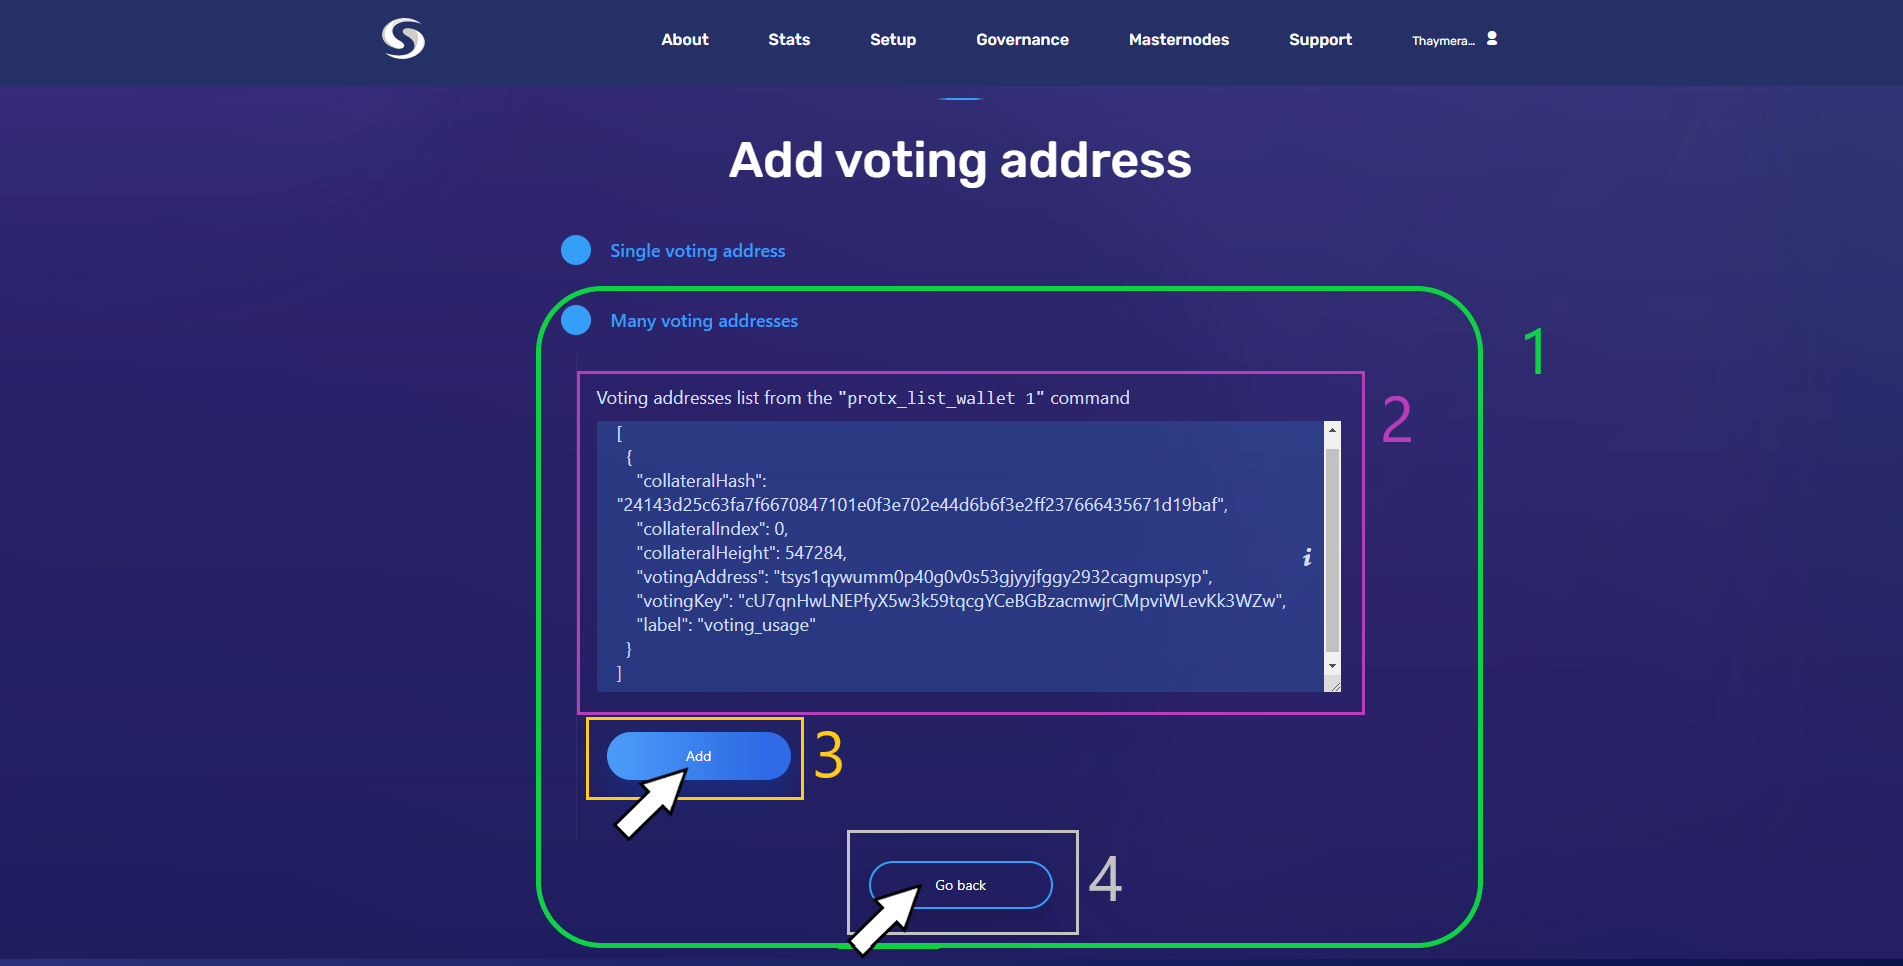 About Stats Setup Governance Masternodes Support Thaymera...
Add voting address
Single voting address
Many voting addresses
1
Voting addresses list from the "protx_list_wallet 1" command
2
[
{
"collateralHash":
"24143d25c63fa7f6670847101e0f3e702e44d6b6f3e2ff237666435671d19baf",
"collateralIndex": 0,
"collateralHeight": 547284,
"votingAddress": "tsys1qywumm0p40g0v0s53gjyyjfggy2932cagmupsyp",
"votingKey": "cU7qnHwLNEPfyX5w3k59tqcgYCeBGBzacmwjrCMpviWLevKk3WZw",
"label": "voting_usage"
}
]
i
Add
3
Go back
4